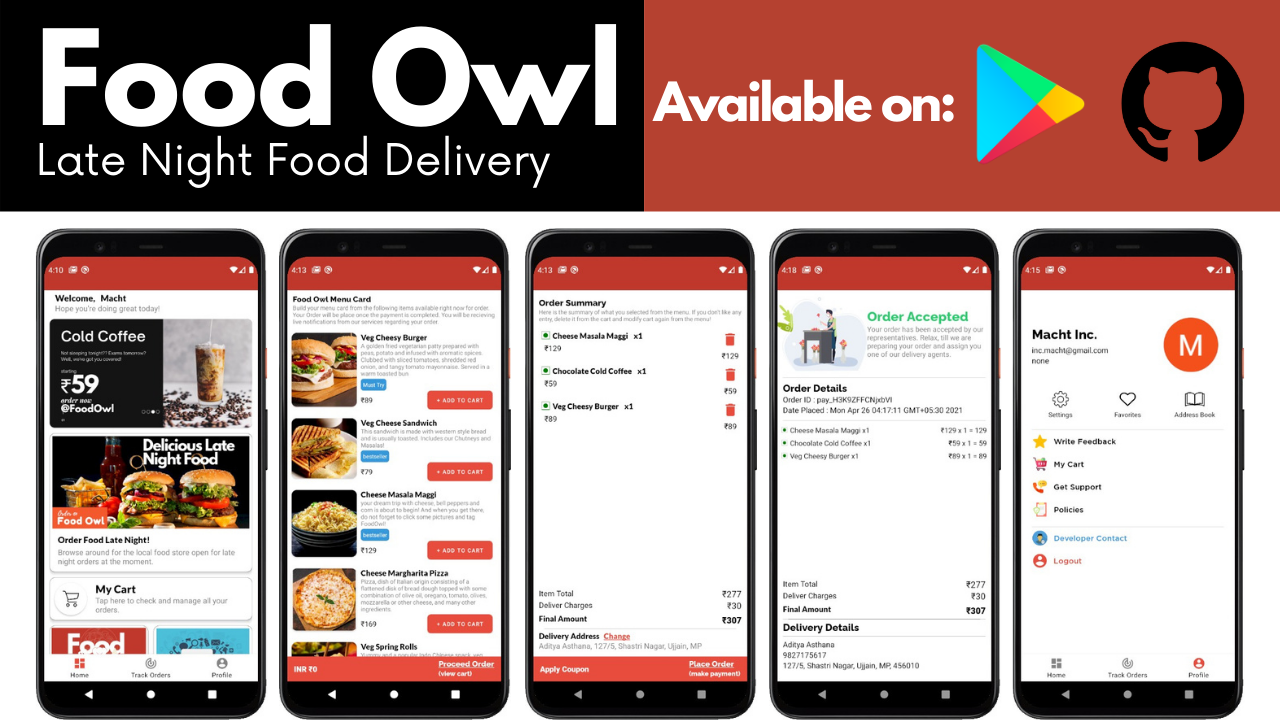 Food Owl
Late Night Food Delivery
Available on:
4:10
Welcome, Macht
Hope you're doing great today!
Cold Coffee
Not sleeping tonight?? Exams tomorrow?
Well, we've got you covered!
starting
₹59
order now
@FoodOwl
Delicious Late
Night Food
Order on
Food Owl
Order Food Late Night!
Browse around for the local food store open for late
night orders at the moment.
My Cart
Tap here to check and manage all your
orders.
Food
Home
Track Orders
Profile
4:13
Food Owl Menu Card
Build your menu card from the following items available right now for order.
Your Order will be place once the payment is completed. You will be recieving
live notifications from our services regarding your order.
Veg Cheesy Burger
A golden fried vegetarian patty prepared with
peas, potato and infused with aromatic spices.
Clubbed with sliced tomatoes, shredded red
onion, and tangy tomato mayonnaise. Served in a
warm toasted bun
Must Try
₹89
+ ADD TO CART
Veg Cheese Sandwich
This sandwich is made with western style bread
and is usually toasted. Includes our Chutneys and
Masalas!
bestseller
₹79
+ ADD TO CART
Cheese Masala Maggi
your dream trip with cheese, bell peppers and
corn is about to begin! And when you get there,
do not forget to click some pictures and tag
FoodOwl!
bestseller
₹129
+ ADD TO CART
Cheese Margharita Pizza
Pizza, dish of Italian origin consisting of a
flattened disk of bread dough topped with some
combination of olive oil, oregano, tomato, olives,
mozzarella or other cheese, and many other
ingredients.
₹169
+ ADD TO CART
Veg Spring Rolls
INR ₹0
Proceed Order
(view cart)
4:13
Order Summary
Here is the summary of what you selected from the menu. If you don't like any
entry, delete it from the cart and modify cart again from the menu!
Cheese Masala Maggi x1
₹129
₹129
Chocolate Cold Coffee x1
₹59
₹59
Veg Cheesy Burger x1
₹89
₹89
Item Total ₹277
Deliver Charges ₹30
Final Amount ₹307
Delivery Address Change
Aditya Asthana, 127/5, Shastri Nagar, Ujjain, MP
Apply Coupon
Place Order
(make payment)
4:18
Order Accepted
Your order has been accepted by our
representatives. Relax, till we are
preparing your order and assign you
one of our delivery agents.
Order Details
Order ID : pay_H3K9ZFFCNjxbVI
Date Placed : Mon Apr 26 04:17:11 GMT+05:30 2021
Cheese Masala Maggi x1 ₹129 x 1 = 129
Chocolate Cold Coffee x1 ₹59 x 1 = 59
Veg Cheesy Burger x1 ₹89 x 1 = 89
Item Total ₹277
Deliver Charges ₹30
Final Amount ₹307
Delivery Details
Aditya Asthana
9827175617
127/5, Shastri Nagar, Ujjain, MP, 456010
4:15
Macht Inc.
inc.macht@gmail.com
none
M
Settings
Favorites
Address Book
Write Feedback
My Cart
Get Support
Policies
Developer Contact
Logout
Home
Track Orders
Profile